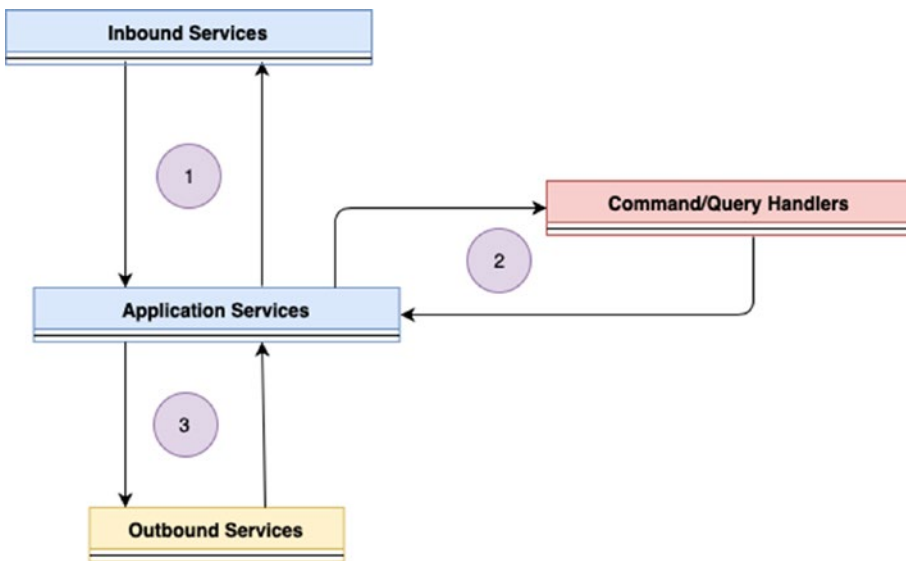 Inbound Services
1
Command/Query Handlers
2
Application Services
3
Outbound Services